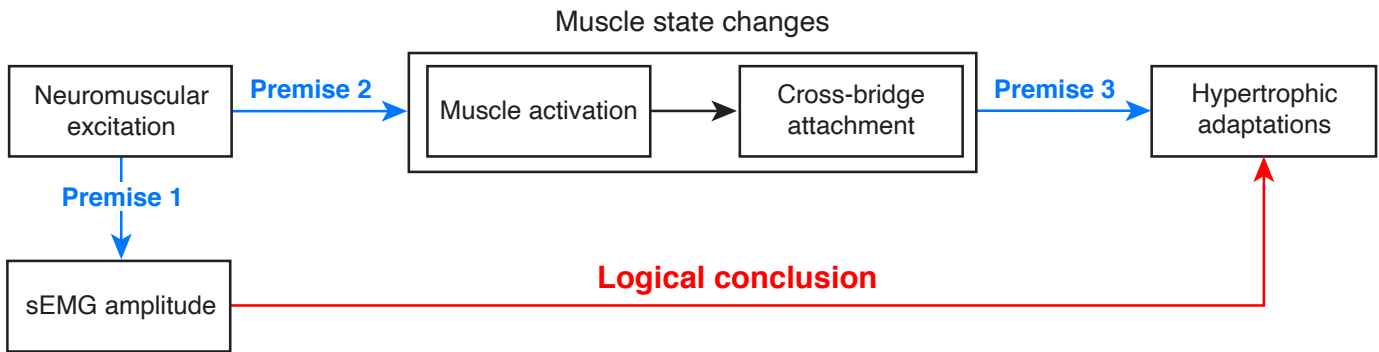 Muscle state changes
Neuromuscular
excitation
Premise 2
Muscle activation
Cross-bridge
attachment
Premise 3
Hypertrophic
adaptations
Premise 1
sEMG amplitude
Logical conclusion